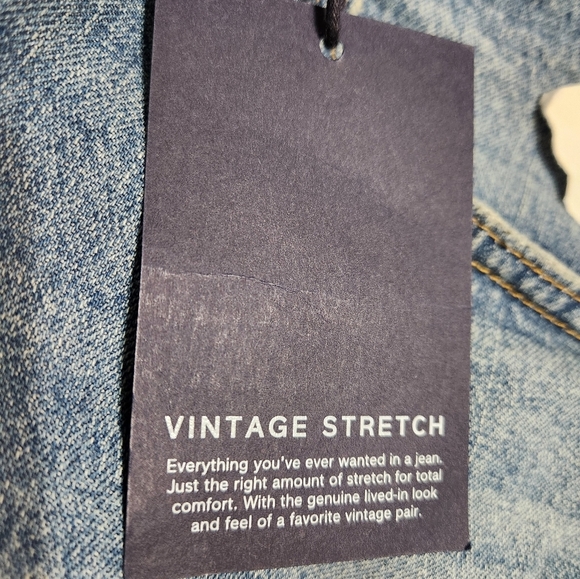 VINTAGE STRETCH
Everything you've ever wanted in a jean.
Just the right amount of stretch for total
comfort. With the genuine lived-in look
and feel of a favorite vintage pair.